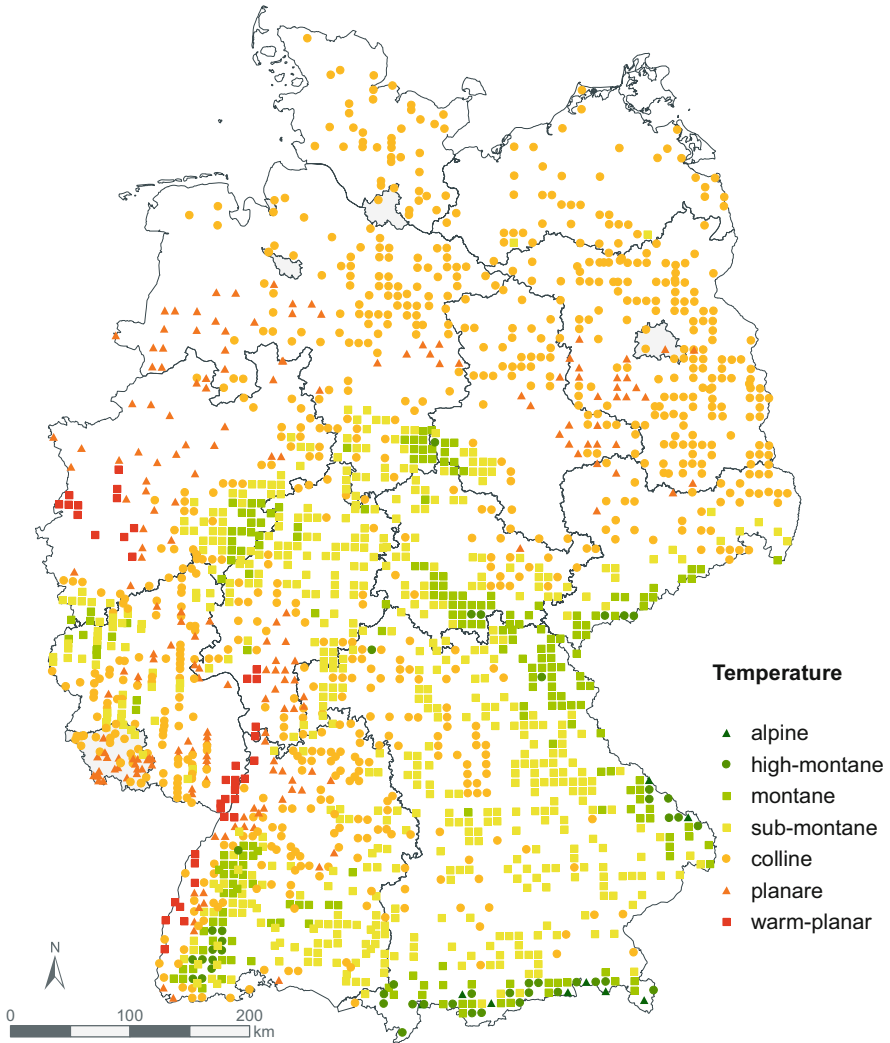 Temperature
alpine
high-montane
montane
sub-montane
colline
planare
warm-planar
N
0 100 200
km